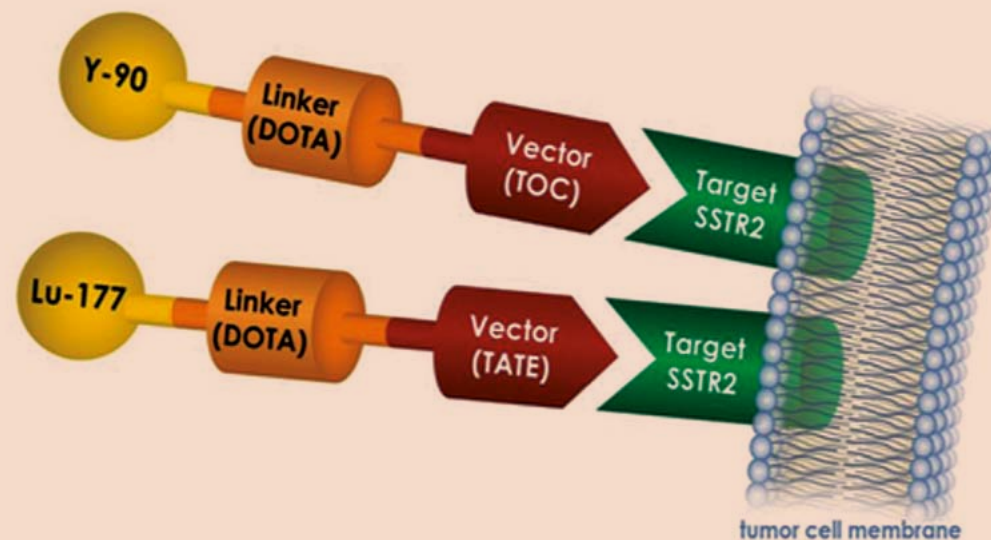 Y-90
Linker
(DOTA)
Vector
(TOC)
Target
SSTR2
Lu-177
Linker
(DOTA)
Vector
(TATE)
Target
SSTR2
tumor cell membrane